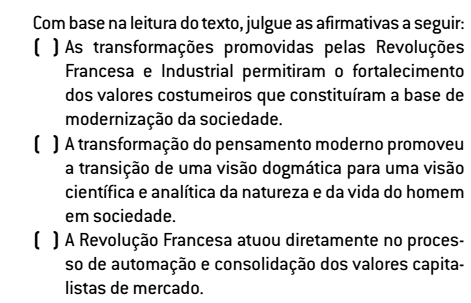 Com base na leitura do texto, julgue as afirmativas a seguir:
( ) As transformações promovidas pelas Revoluções
Francesa e Industrial permitiram o fortalecimento
dos valores costumeiros que constituíram a base de
modernização da sociedade.
( ) A transformação do pensamento moderno promoveu
a transição de uma visão dogmática para uma visão
científica e analítica da natureza e da vida do homem
em sociedade.
( ) A Revolução Francesa atuou diretamente no proces-
so de automação e consolidação dos valores capita-
listas de mercado.